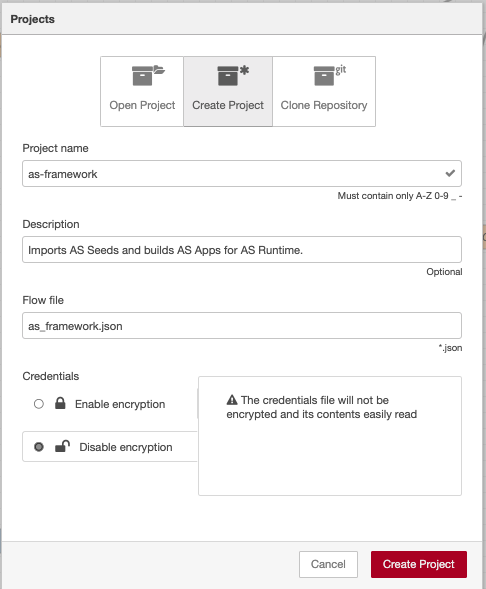 Projects
git
Open Project
Create Project
Clone Repository
Project name
as-framework
Must contain only A-Z 0-9 _ -
Description
Imports AS Seeds and builds AS Apps for AS Runtime.
Optional
Flow file
as_framework.json
*.json
Credentials
Enable encryption
Disable encryption
The credentials file will not be
encrypted and its contents easily read
Cancel
Create Project